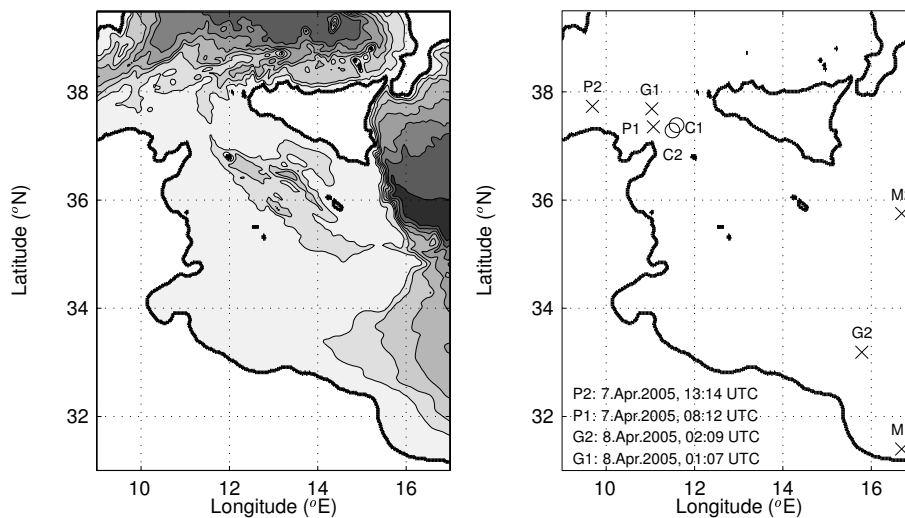 38
36
34
32
10 12 14 16
Latitude (°N)
Longitude (°E)
38
36
34
32
10 12 14 16
Latitude (°N)
Longitude (°E)
P2
G1
P1
C1
C2
G2
P2: 7.Apr.2005, 13:14 UTC
P1: 7.Apr.2005, 08:12 UTC
G2: 8.Apr.2005, 02:09 UTC
G1: 8.Apr.2005, 01:07 UTC